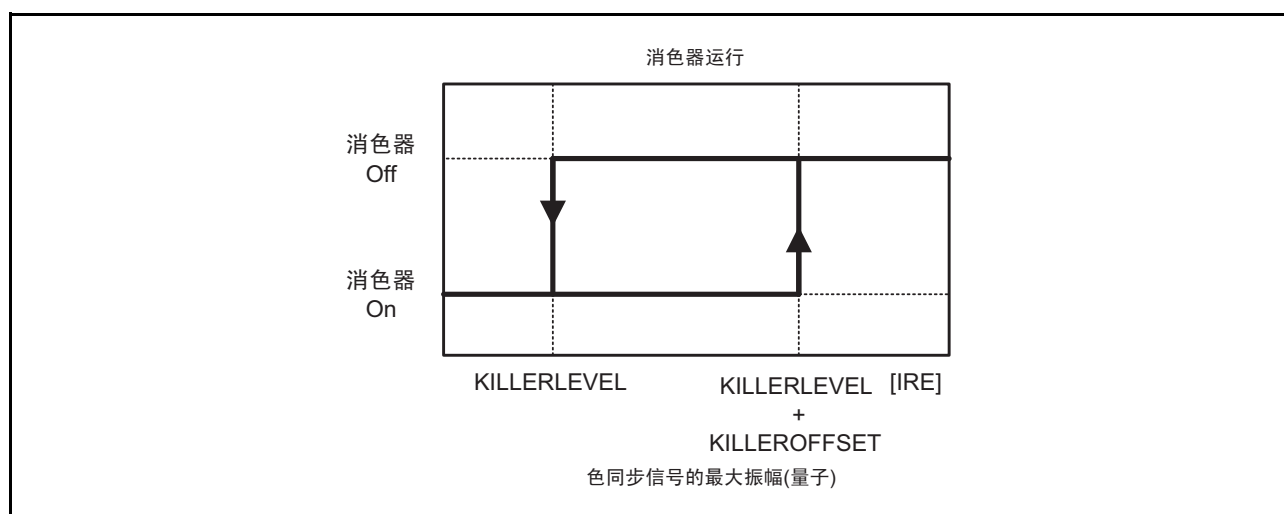 消色器运行
消色器
Off
消色器
On
KILLERLEVEL
KILLERLEVEL
+
KILLEROFFSET
[IRE]
色同步信号的最大振幅(量子)